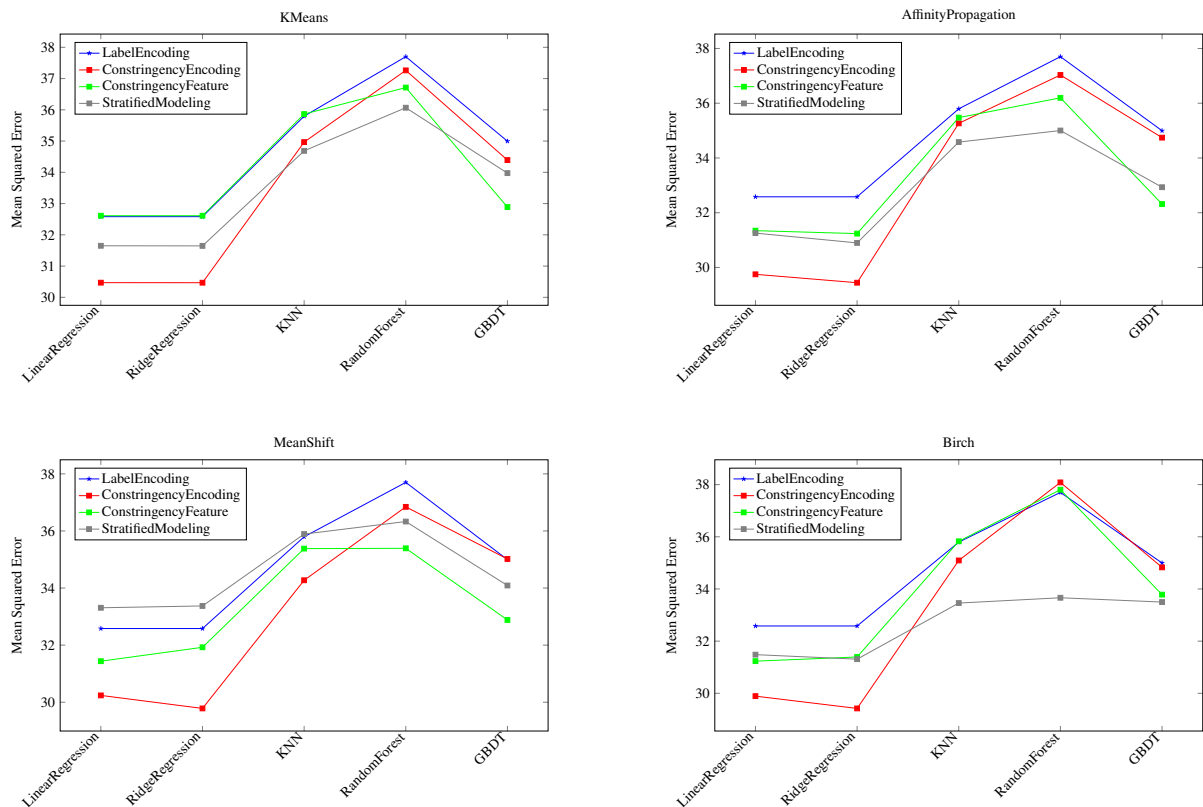 KMeans
Mean Squared Error
38
37
36
35
34
33
32
31
30
LabelEncoding
ConstringencyEncoding
ConstringencyFeature
StratifiedModeling
LinearRegression
RidgeRegression
KNN
RandomForest
GBDT
AffinityPropagation
Mean Squared Error
38
36
34
32
30
LabelEncoding
ConstringencyEncoding
ConstringencyFeature
StratifiedModeling
LinearRegression
RidgeRegression
KNN
RandomForest
GBDT
MeanShift
Mean Squared Error
38
36
34
32
30
LabelEncoding
ConstringencyEncoding
ConstringencyFeature
StratifiedModeling
LinearRegression
RidgeRegression
KNN
RandomForest
GBDT
Birch
Mean Squared Error
38
36
34
32
30
LabelEncoding
ConstringencyEncoding
ConstringencyFeature
StratifiedModeling
LinearRegression
RidgeRegression
KNN
RandomForest
GBDT